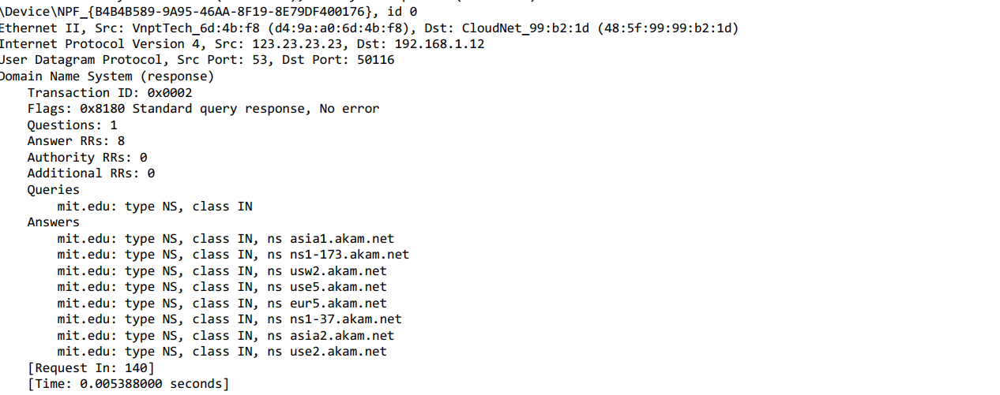 \Device\NPF_{B4B4B589-9A95-46AA-8F19-8E79DF400176}, id 0
Ethernet II, Src: VnptTech_6d:4b:f8 (d4:9a:a0:6d:4b:f8), Dst: CloudNet_99:b2:1d (48:5f:99:99:b2:1d)
Internet Protocol Version 4, Src: 123.23.23.23, Dst: 192.168.1.12
User Datagram Protocol, Src Port: 53, Dst Port: 50116
Domain Name System (response)
Transaction ID: 0x0002
Flags: 0x8180 Standard query response, No error
Questions: 1
Answer RRs: 8
Authority RRs: 0
Additional RRs: 0
Queries
mit.edu: type NS, class IN
Answers
mit.edu: type NS, class IN, ns asia1.akam.net
mit.edu: type NS, class IN, ns ns1-173.akam.net
mit.edu: type NS, class IN, ns usw2.akam.net
mit.edu: type NS, class IN, ns use5.akam.net
mit.edu: type NS, class IN, ns eur5.akam.net
mit.edu: type NS, class IN, ns ns1-37.akam.net
mit.edu: type NS, class IN, ns asia2.akam.net
mit.edu: type NS, class IN, ns use2.akam.net
[Request In: 140]
[Time: 0.005388000 seconds]